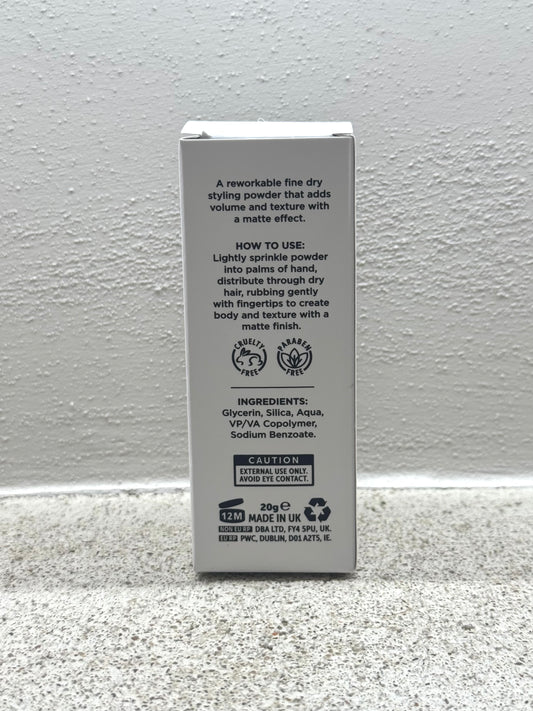 A reworkable fine dry
styling powder that adds
volume and texture with
a matte effect.
HOW TO USE:
Lightly sprinkle powder
into palms of hand,
distribute through dry
hair, rubbing gently
with fingertips to create
body and texture with a
matte finish.
CRUELTY FREE
PARABEN FREE
INGREDIENTS:
Glycerin, Silica, Aqua,
VP/VA Copolymer,
Sodium Benzoate.
CAUTION
EXTERNAL USE ONLY.
AVOID EYE CONTACT.
12M
20g e
MADE IN UK
NON EU RP DBA LTD, FY4 5PU, UK.
EU RP PWC, DUBLIN, D01 A2T5, IE.